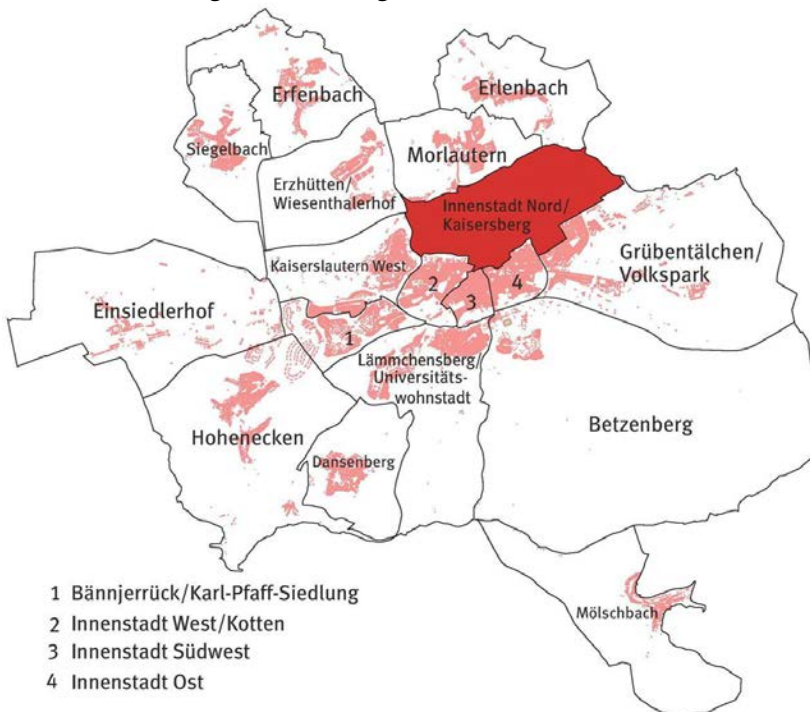 Erfenbach
Erlenbach
Siegelbach
Morlautern
Erzhütten/
Wiesenthalerhof
Innenstadt Nord/
Kaisersberg
Grübentälchen/
Volkspark
Kaiserslautern West
2
4
3
Einsiedlerhof
1
Lämmchensberg/
Universitäts-
wohnstadt
Betzenberg
Hohenecken
Dansenberg
1 Bännjerrück/Karl-Pfaff-Siedlung
2 Innenstadt West/Kotten
3 Innenstadt Südwest
4 Innenstadt Ost
Mölschbach